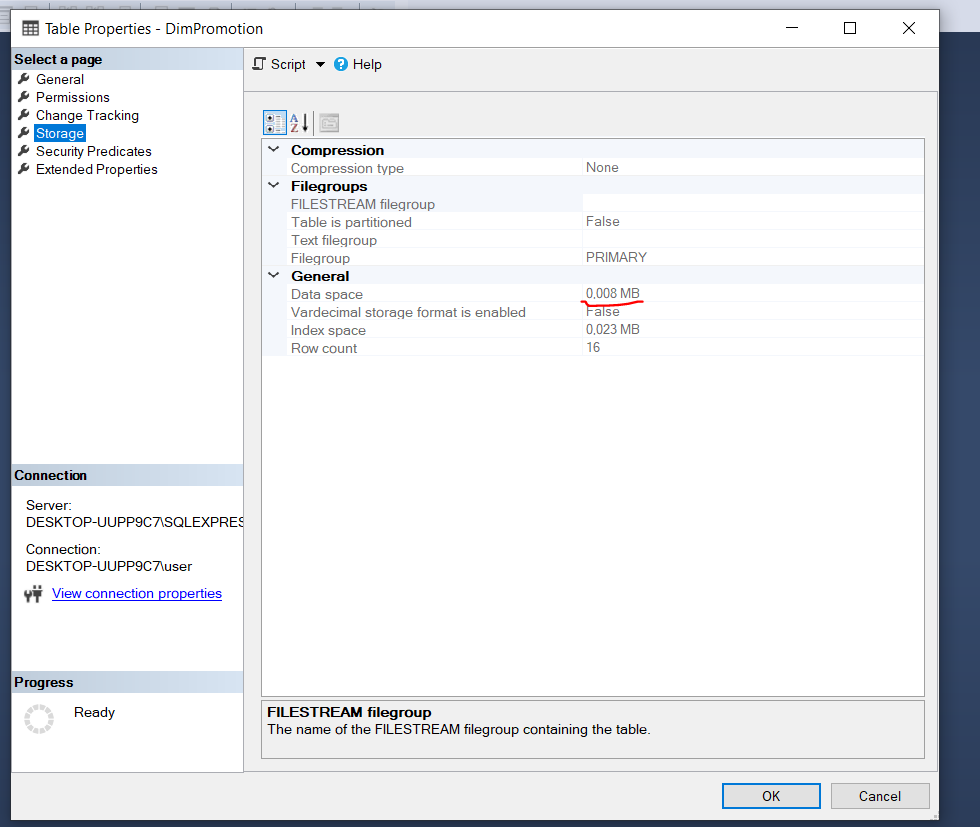 Table Properties - DimPromotion
Select a page
General
Permissions
Change Tracking
Storage
Security Predicates
Extended Properties
Script
Help
Compression
Compression type None
Filegroups
FILESTREAM filegroup
Table is partitioned False
Text filegroup
Filegroup PRIMARY
General
Data space 0,008 MB
Vardecimal storage format is enabled False
Index space 0,023 MB
Row count 16
Connection
Server:
DESKTOP-UUPP9C7\SQLEXPRES
Connection:
DESKTOP-UUPP9C7\user
View connection properties
Progress
Ready
FILESTREAM filegroup
The name of the FILESTREAM filegroup containing the table.
OK Cancel